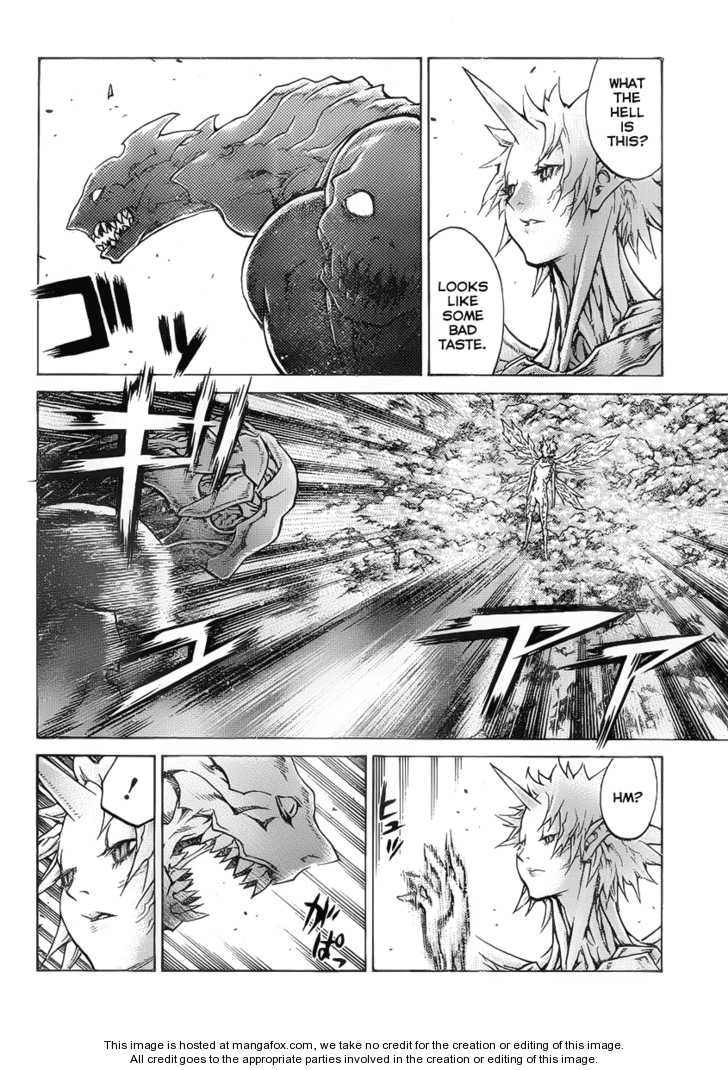 WHAT
THE
HELL
IS
THIS?
LOOKS
LIKE
SOME
BAD
TASTE.
ゴッ
ギュアア
HM?
ヒュッ
がぱっ
!
This image is hosted at mangafox.com, we take no credit for the creation or editing of this image.
All credit goes to the appropriate parties involved in the creation or editing of this image.